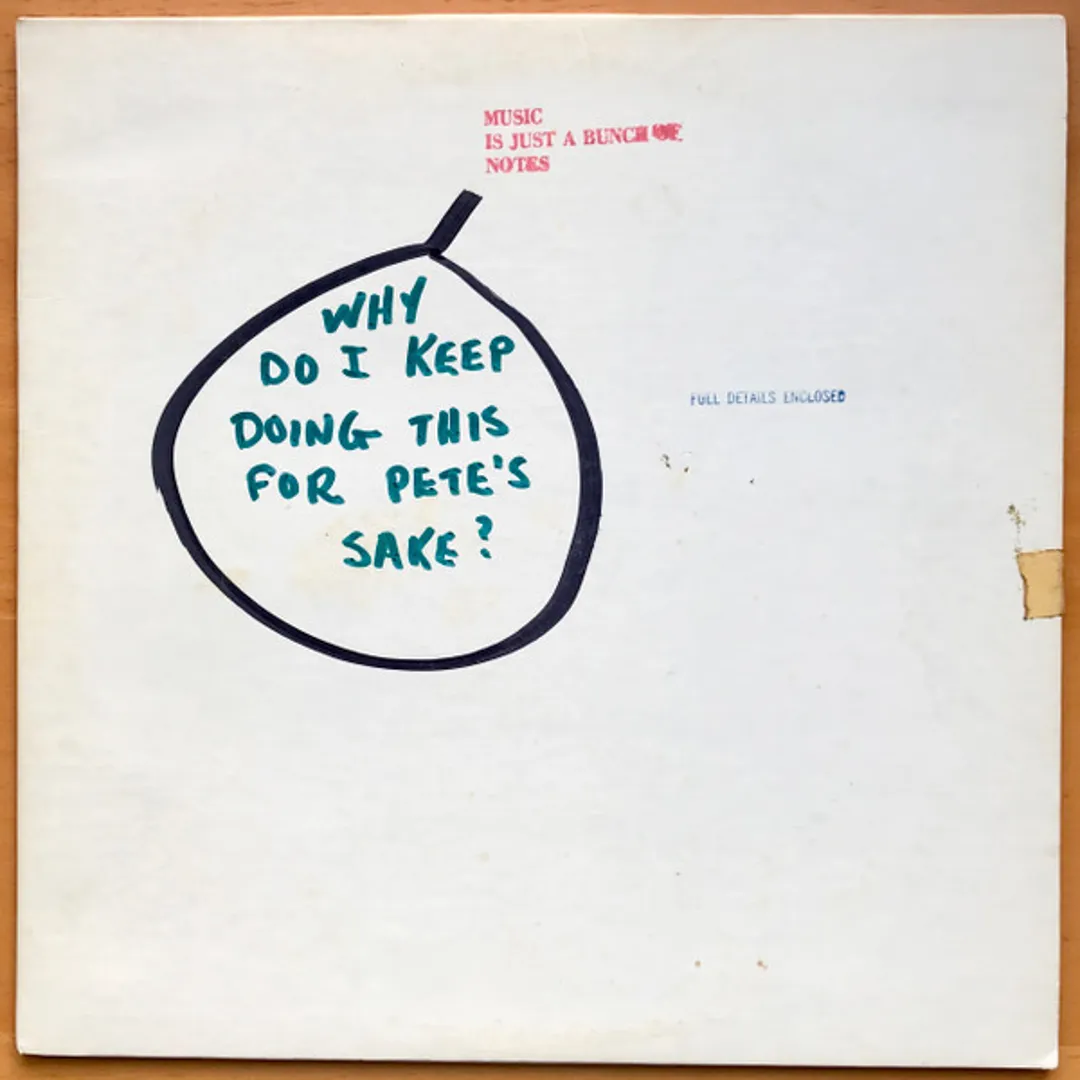 MUSIC
IS JUST A BUNCH OF
NOTES
WHY
DO I KEEP
DOING THIS
FOR PETE'S
SAKE?
FULL DETAILS ENCLOSED